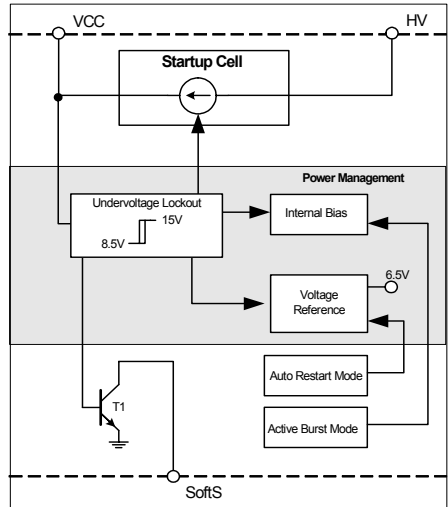 VCC
HV
Startup Cell
Power Management
Undervoltage Lockout
15V
8.5V
Internal Bias
6.5V
Voltage
Reference
Auto Restart Mode
T1
Active Burst Mode
SoftS